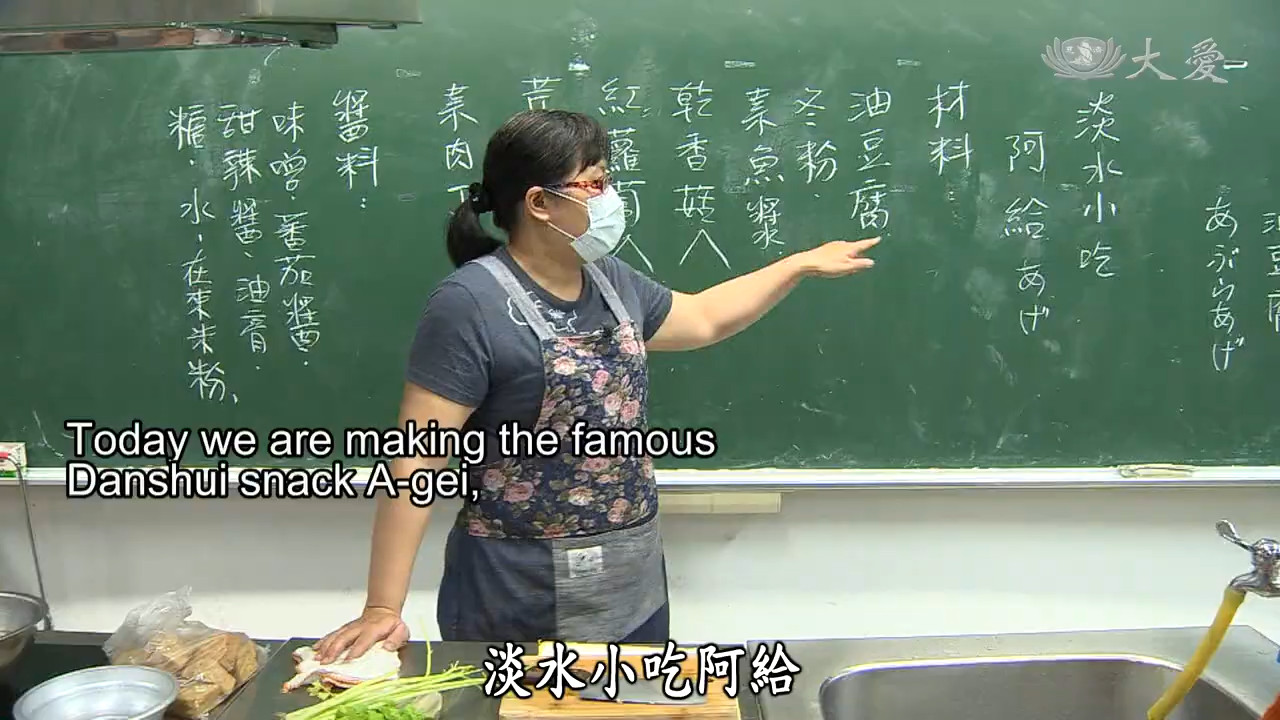 大愛
油豆腐
あぶらあげ
淡水小吃
阿給 あげ
材料
油豆腐
冬粉.
素魚漿.
乾香菇
紅蘿蔔
素肉
醬料:
味噌.蕃茄醬.
甜辣醬、油膏.
糖.水,在來米粉、
Today we are making the famous
Danshui snack A-gei,
淡水小吃阿給